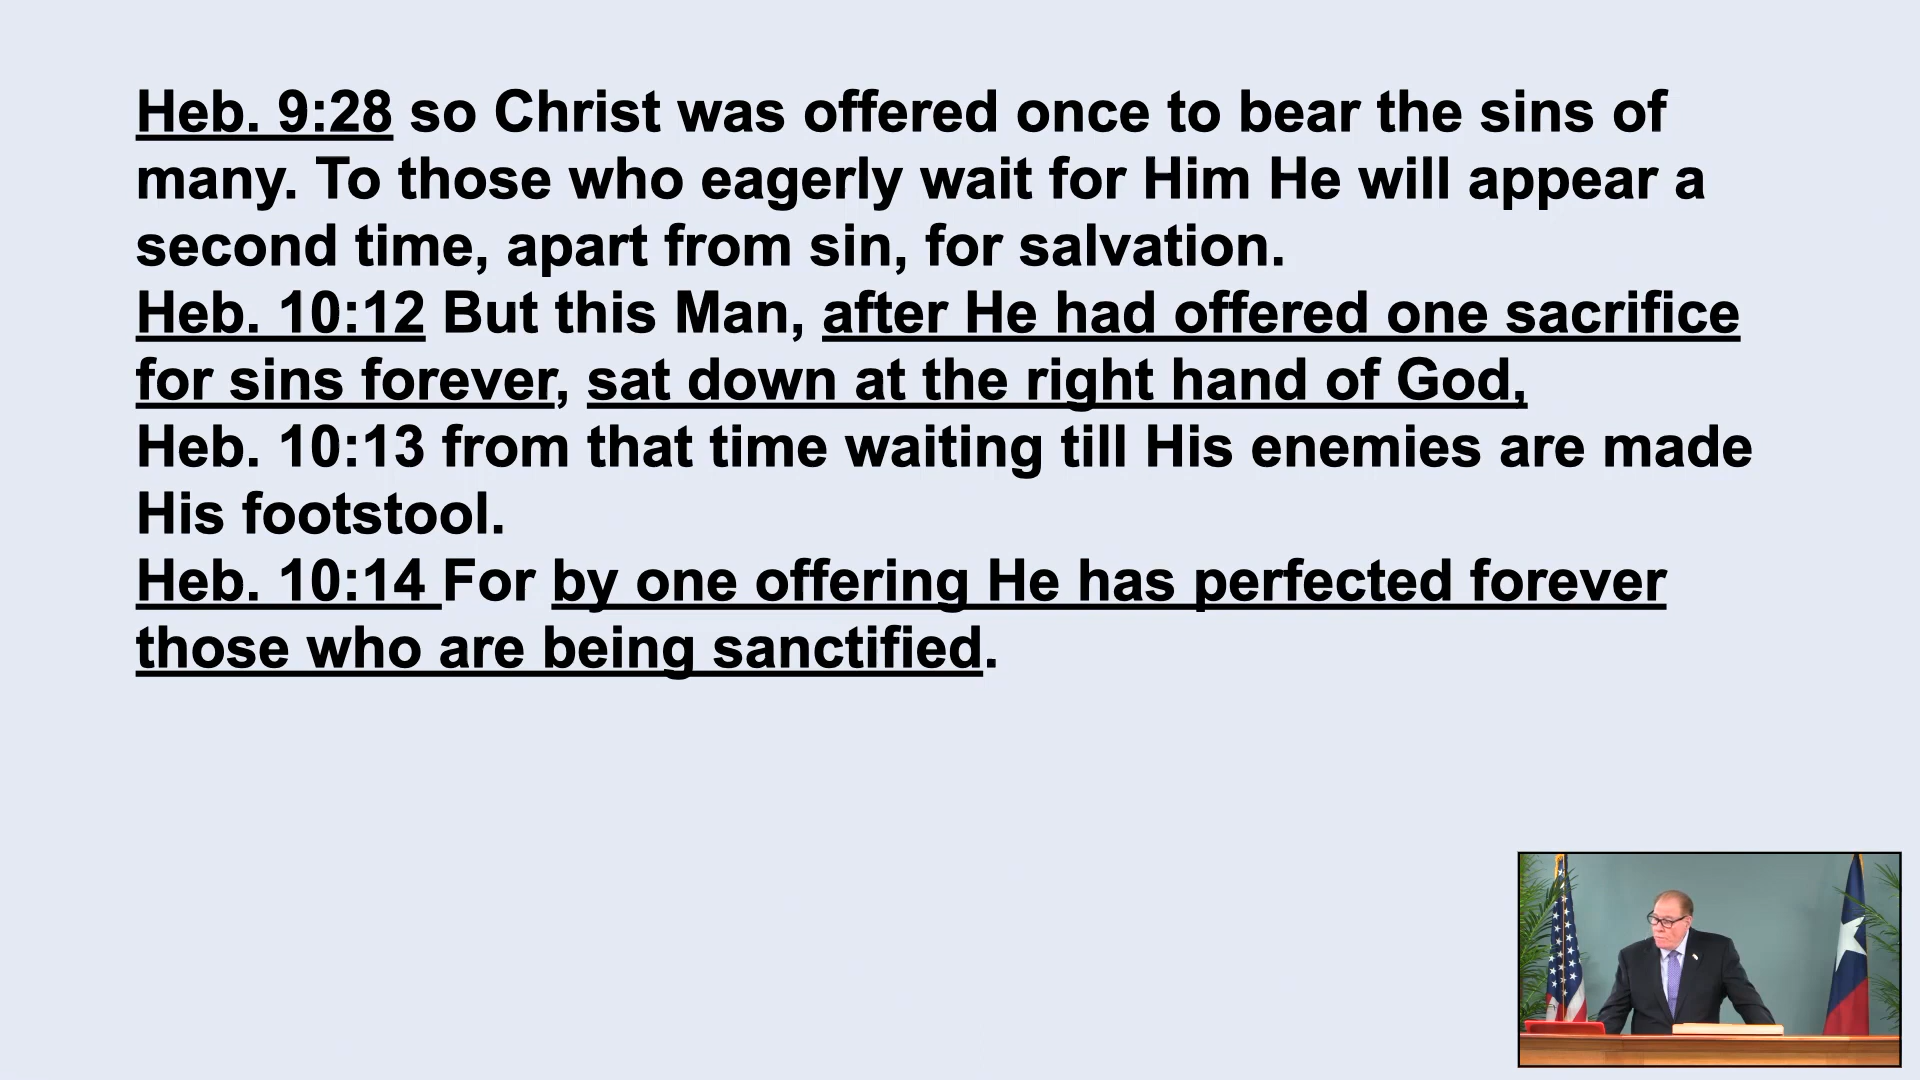 Heb. 9:28 so Christ was offered once to bear the sins of
many. To those who eagerly wait for Him He will appear a
second time, apart from sin, for salvation.
Heb. 10:12 But this Man, after He had offered one sacrifice
for sins forever, sat down at the right hand of God,
Heb. 10:13 from that time waiting till His enemies are made
His footstool.
Heb. 10:14 For by one offering He has perfected forever
those who are being sanctified.